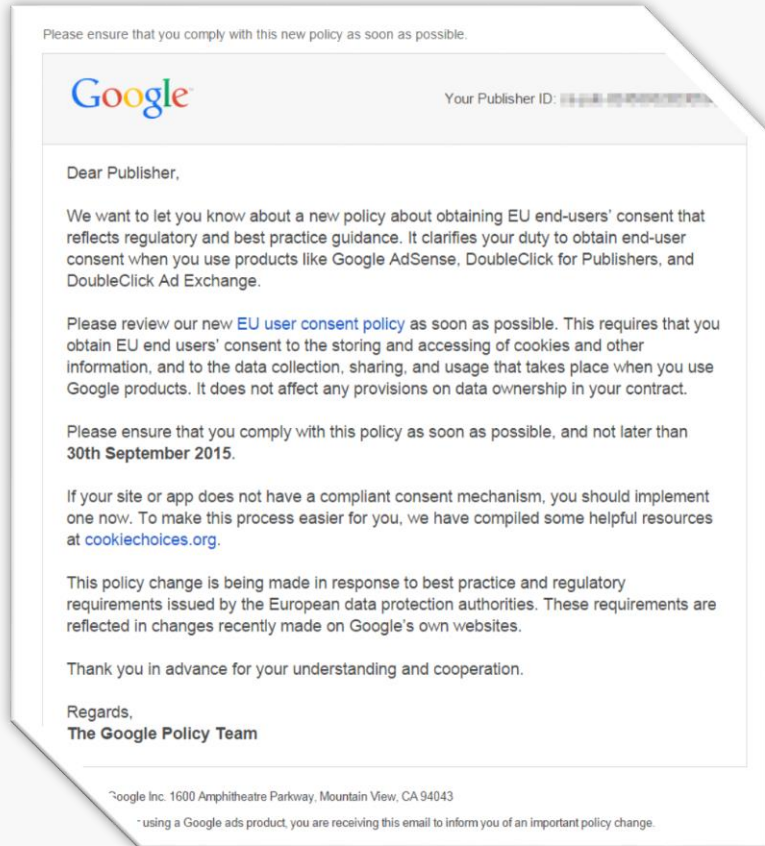 Please ensure that you comply with this new policy as soon as possible.
Google
Your Publisher ID:
Dear Publisher,
We want to let you know about a new policy about obtaining EU end-users’ consent that
reflects regulatory and best practice guidance. It clarifies your duty to obtain end-user
consent when you use products like Google AdSense, DoubleClick for Publishers, and
DoubleClick Ad Exchange.
Please review our new EU user consent policy as soon as possible. This requires that you
obtain EU end users’ consent to the storing and accessing of cookies and other
information, and to the data collection, sharing, and usage that takes place when you use
Google products. It does not affect any provisions on data ownership in your contract.
Please ensure that you comply with this policy as soon as possible, and not later than
30th September 2015.
If your site or app does not have a compliant consent mechanism, you should implement
one now. To make this process easier for you, we have compiled some helpful resources
at cookiechoices.org.
This policy change is being made in response to best practice and regulatory
requirements issued by the European data protection authorities. These requirements are
reflected in changes recently made on Google’s own websites.
Thank you in advance for your understanding and cooperation.
Regards,
The Google Policy Team
Google Inc. 1600 Amphitheatre Parkway, Mountain View, CA 94043
using a Google ads product, you are receiving this email to inform you of an important policy change.